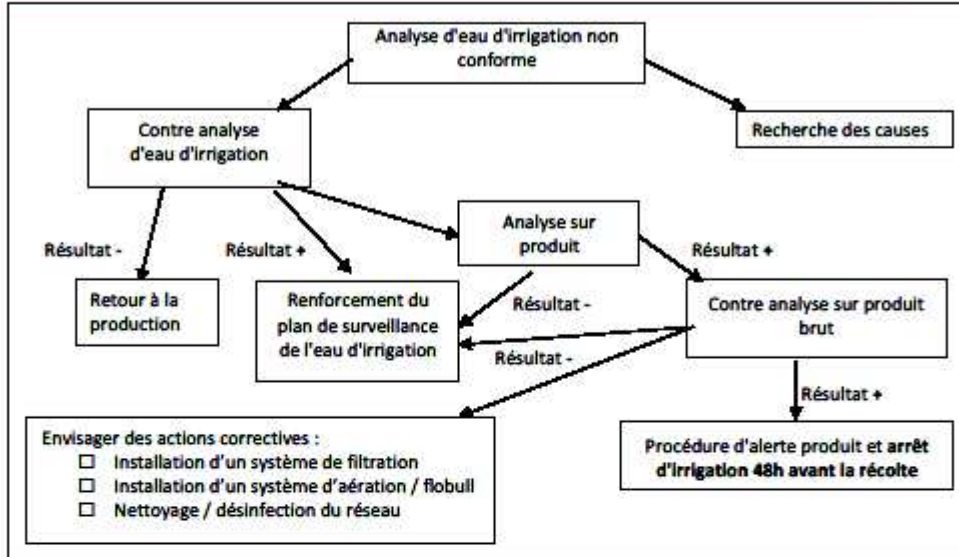 Analyse d'eau d'irrigation non
conforme
Contre analyse
d'eau d'irrigation
Recherche des causes
Analyse sur
produit
Résultat -
Résultat +
Résultat +
Retour à la
production
Renforcement du
plan de surveillance
de l'eau d'irrigation
Résultat -
Contre analyse sur produit
brut
Résultat -
Résultat +
Envisager des actions correctives :
☐ Installation d'un système de filtration
☐ Installation d'un système d'aération / flobull
☐ Nettoyage / désinfection du réseau
Procédure d'alerte produit et arrêt
d'irrigation 48h avant la récolte